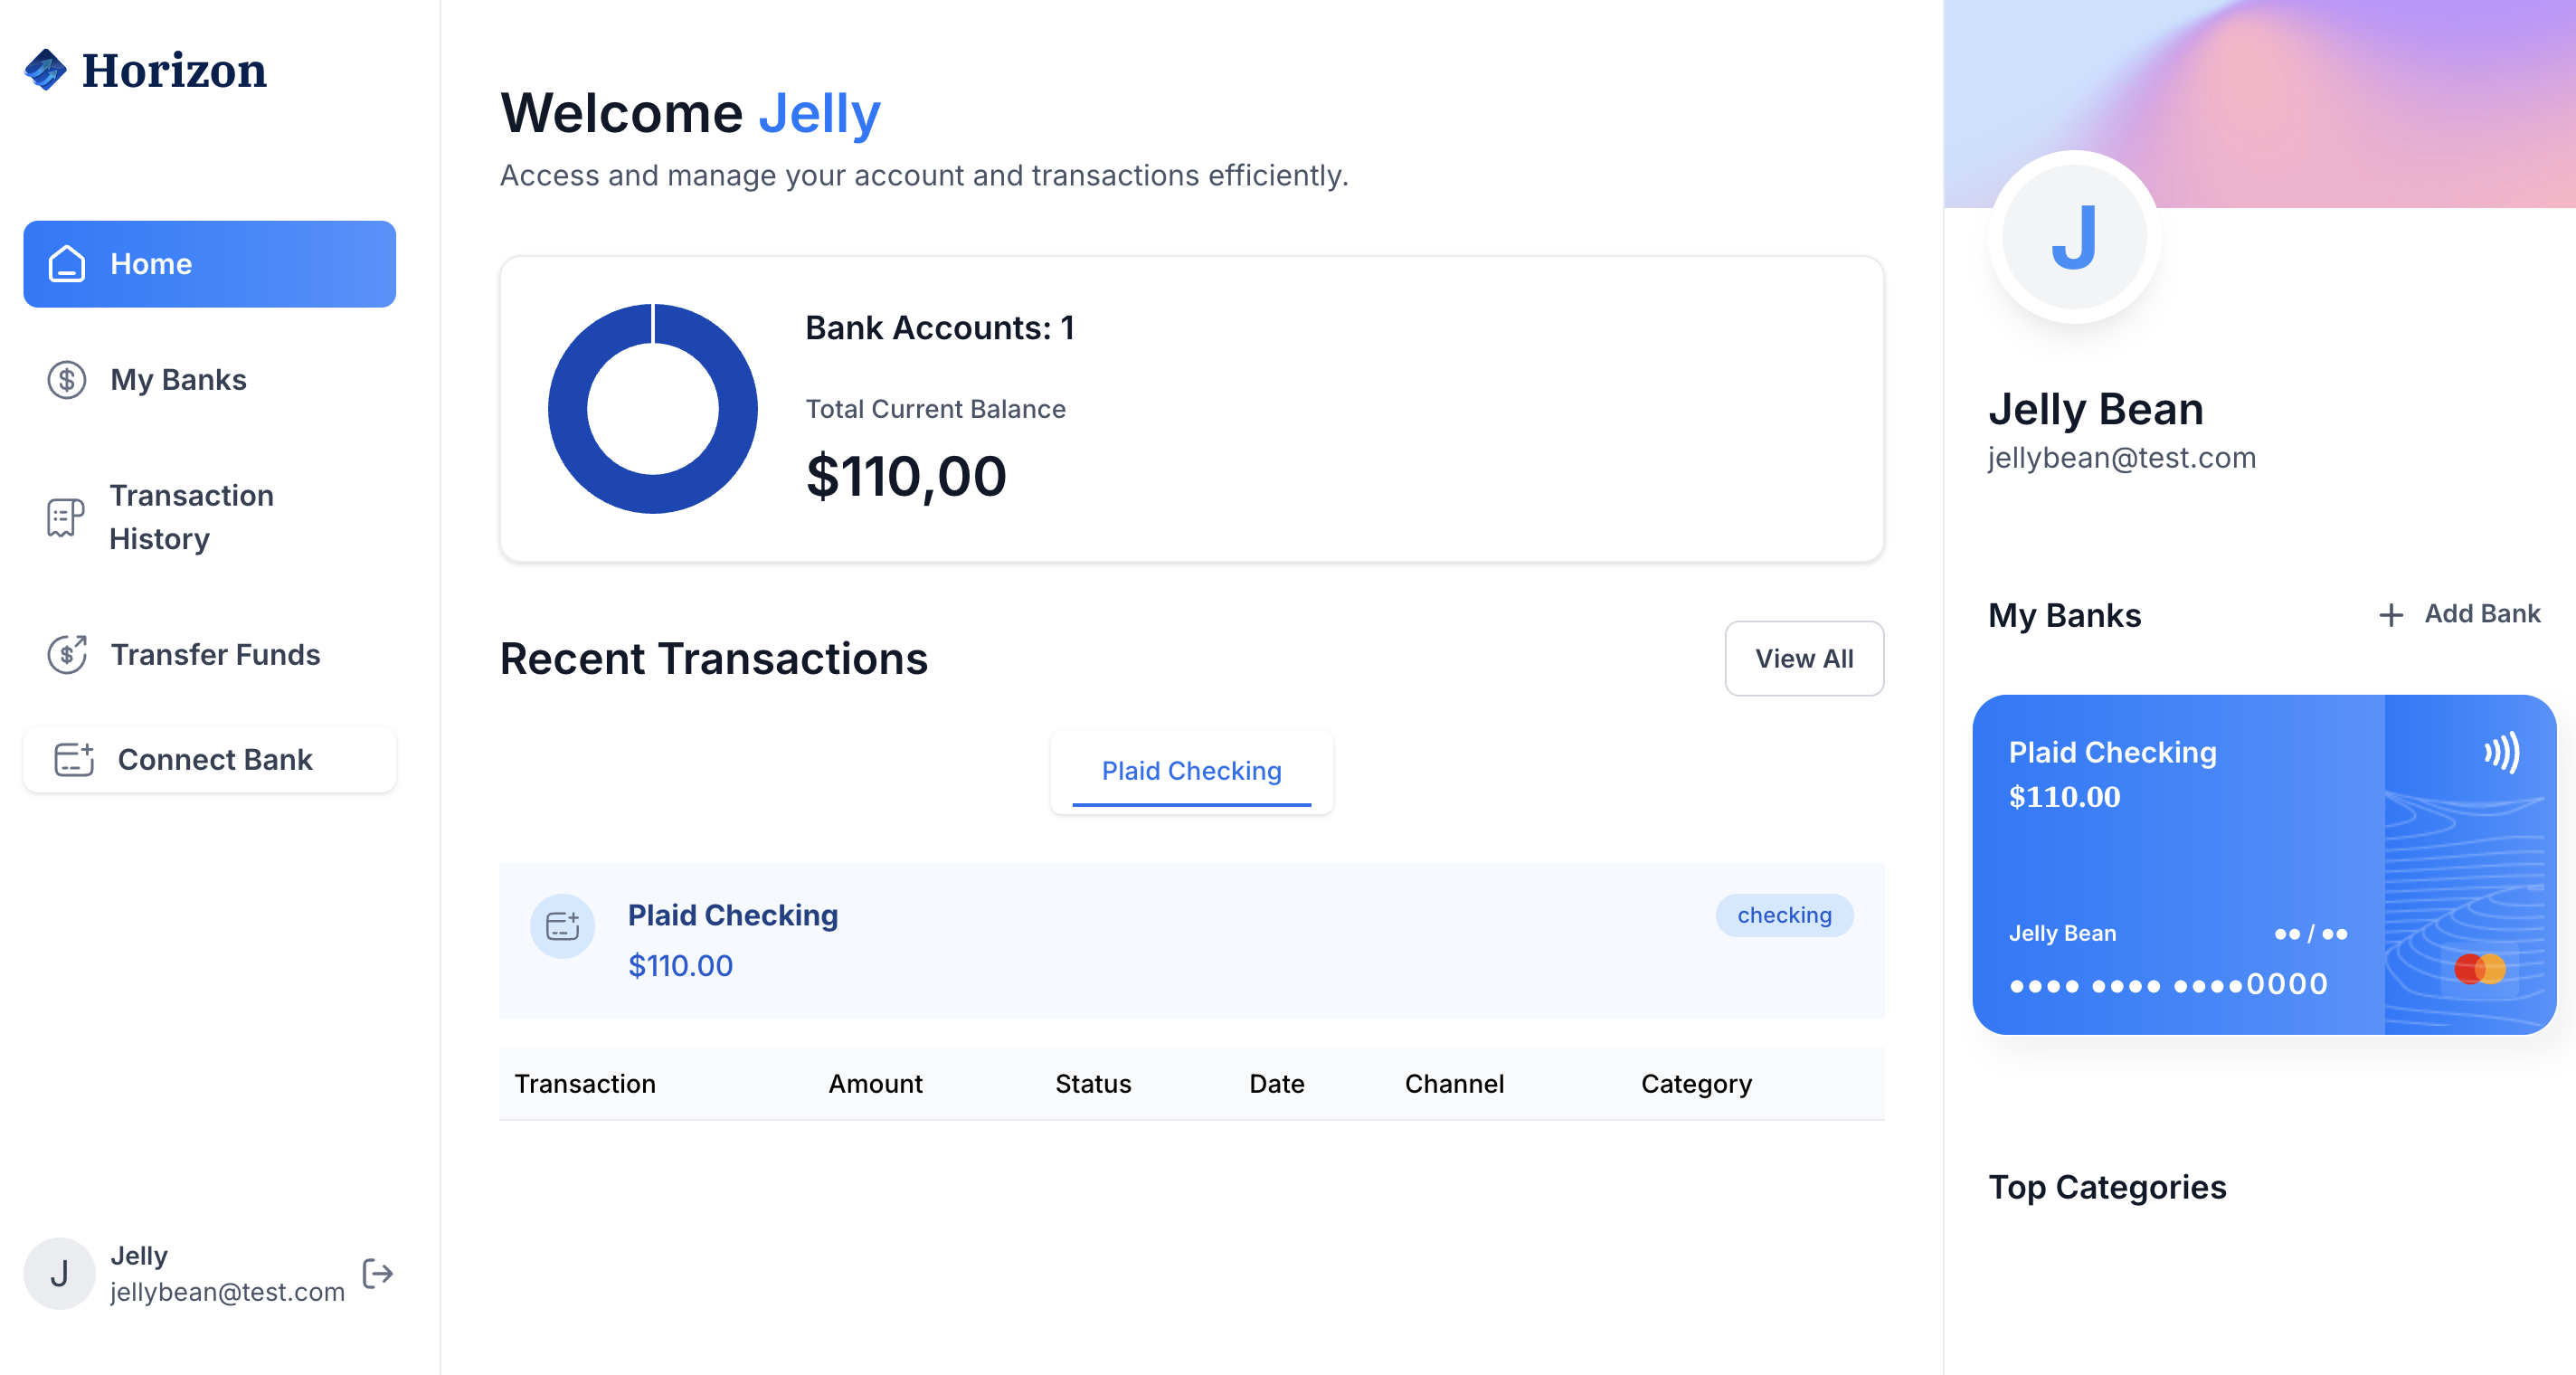 Horizon
Home
My Banks
Transaction
History
Transfer Funds
Connect Bank
J
Jelly
jellybean@test.com
Welcome Jelly
Access and manage your account and transactions efficiently.
Bank Accounts: 1
Total Current Balance
$110,00
Recent Transactions
View All
Plaid Checking
Plaid Checking
checking
$110.00
Transaction Amount Status Date Channel Category
J
Jelly Bean
jellybean@test.com
My Banks
+ Add Bank
Plaid Checking
$110.00
Jelly Bean ●●/●●
●●●● ●●●● ●●●●0000
Top Categories